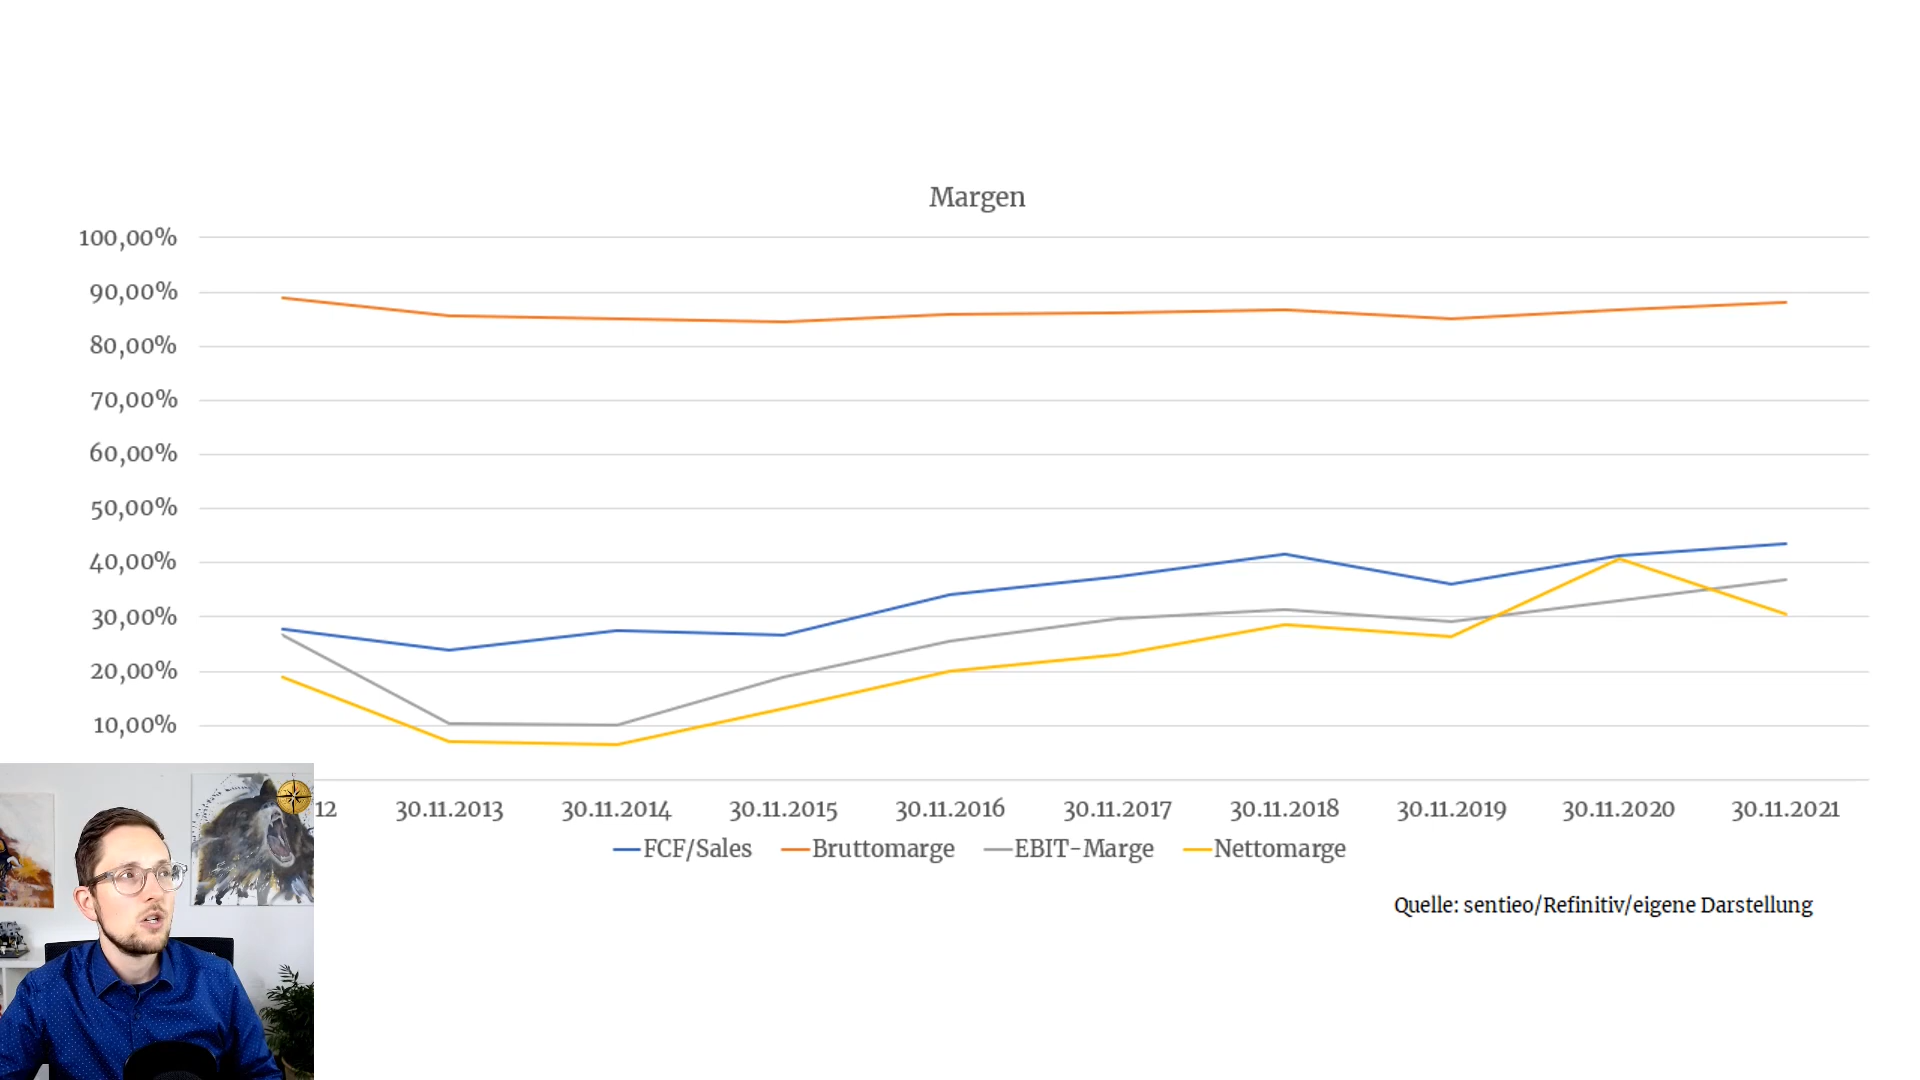 Margen
100,00%
90,00%
80,00%
70,00%
60,00%
50,00%
40,00%
30,00%
20,00%
10,00%
12 30.11.2013 30.11.2014 30.11.2015 30.11.2016 30.11.2017 30.11.2018 30.11.2019 30.11.2020 30.11.2021
FCF/Sales Bruttomarge EBIT-Marge Nettomarge
Quelle: sentieo/Refinitiv/eigene Darstellung